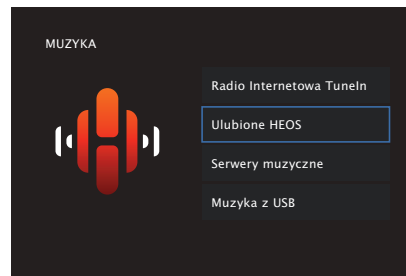 MUZYKA
Radio Internetowa TuneIn
Ulubione HEOS
Serwery muzyczne
Muzyka z USB